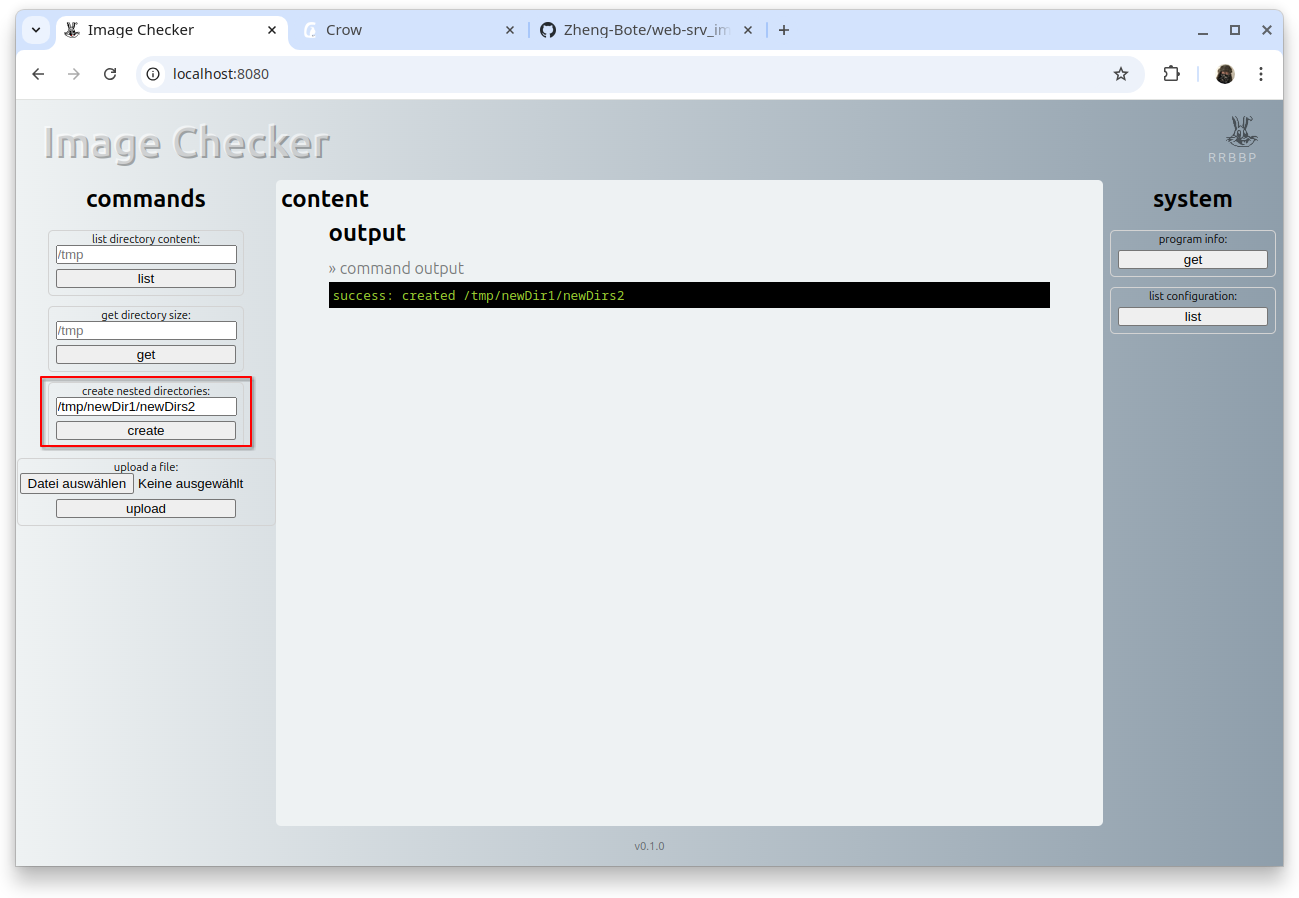 Image Checker
Crow
Zheng-Bote/web-srv_im
localhost:8080
Image Checker
RRBBP
commands
list directory content:
/tmp
list
get directory size:
/tmp
get
create nested directories:
/tmp/newDir1/newDirs2
create
upload a file:
Datei auswählen Keine ausgewählt
upload
content
output
» command output
success: created /tmp/newDir1/newDirs2
system
program info:
get
list configuration:
list
v0.1.0